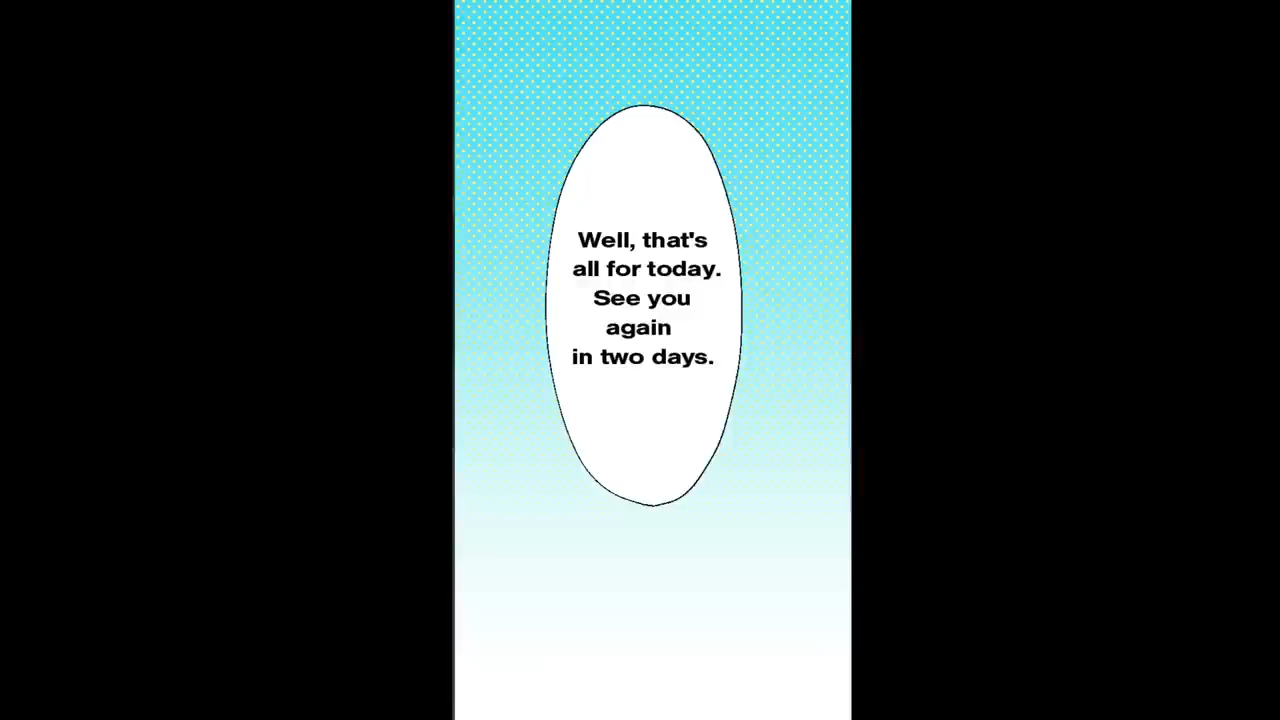 Well, that's
all for today.
See you
again
in two days.